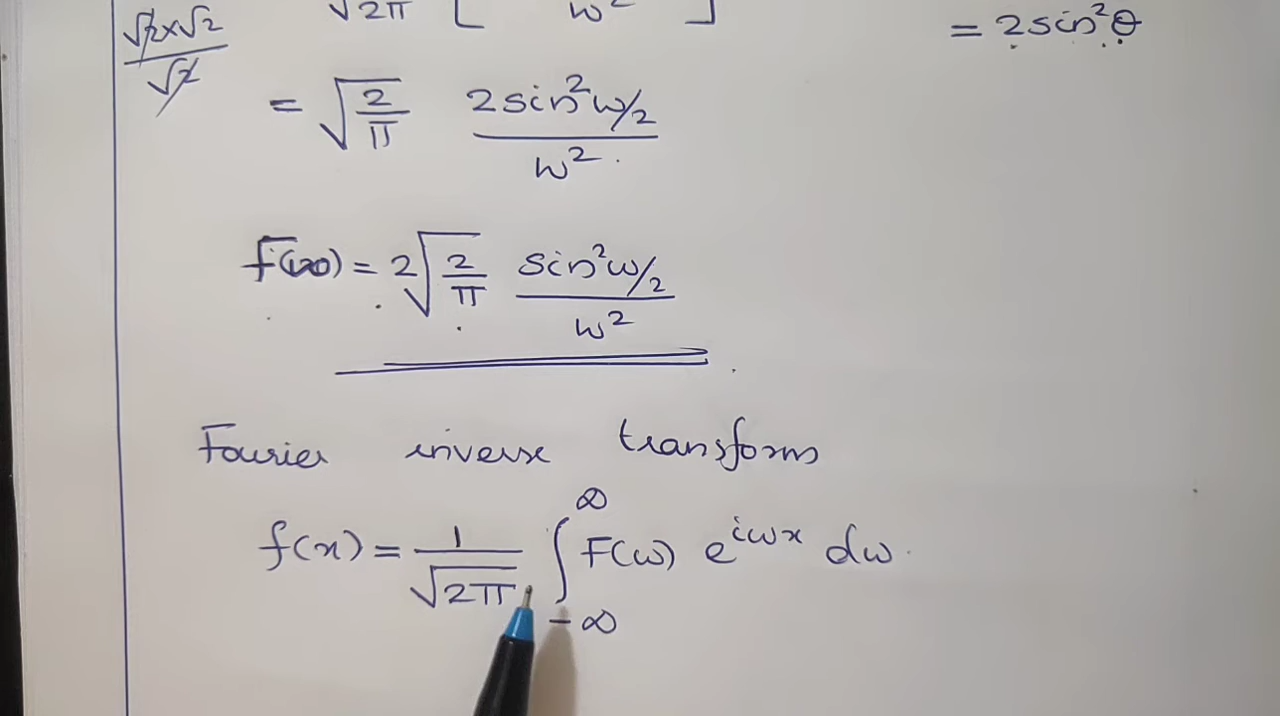 √2π [ w² ]
√2×√2 / √2
= 2sin²θ
= √(2/π) 2sin²w/2 / w²
F(w) = 2√(2/π) sin²w/2 / w²
Fourier inverse transforms
f(x) = 1/√2π ∫_{-∞}^{∞} F(w) e^{iwx} dw.